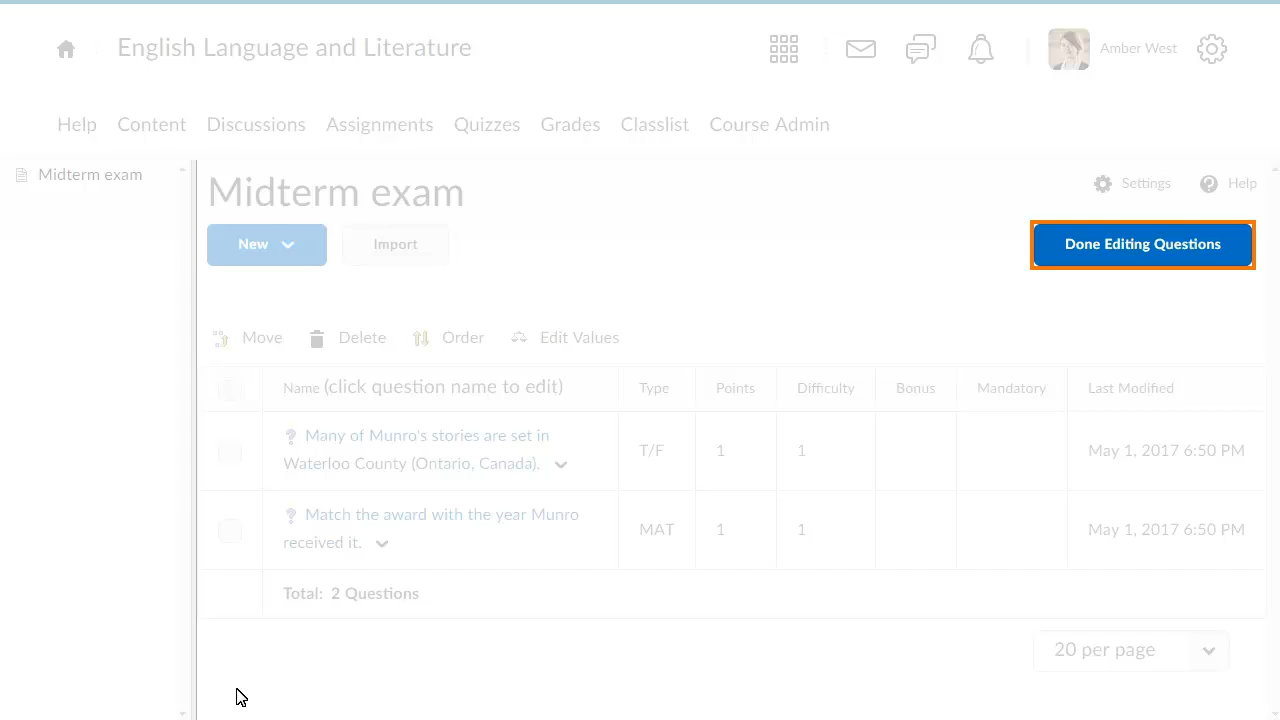 English Language and Literature
Amber West
Help Content Discussions Assignments Quizzes Grades Classlist Course Admin
Midterm exam
Midterm exam
Settings Help
New Import Done Editing Questions
Move Delete Order Edit Values
Name (click question name to edit) Type Points Difficulty Bonus Mandatory Last Modified
Many of Munro's stories are set in
Waterloo County (Ontario, Canada). T/F 1 1 May 1, 2017 6:50 PM
Match the award with the year Munro
received it. MAT 1 1 May 1, 2017 6:50 PM
Total: 2 Questions
20 per page